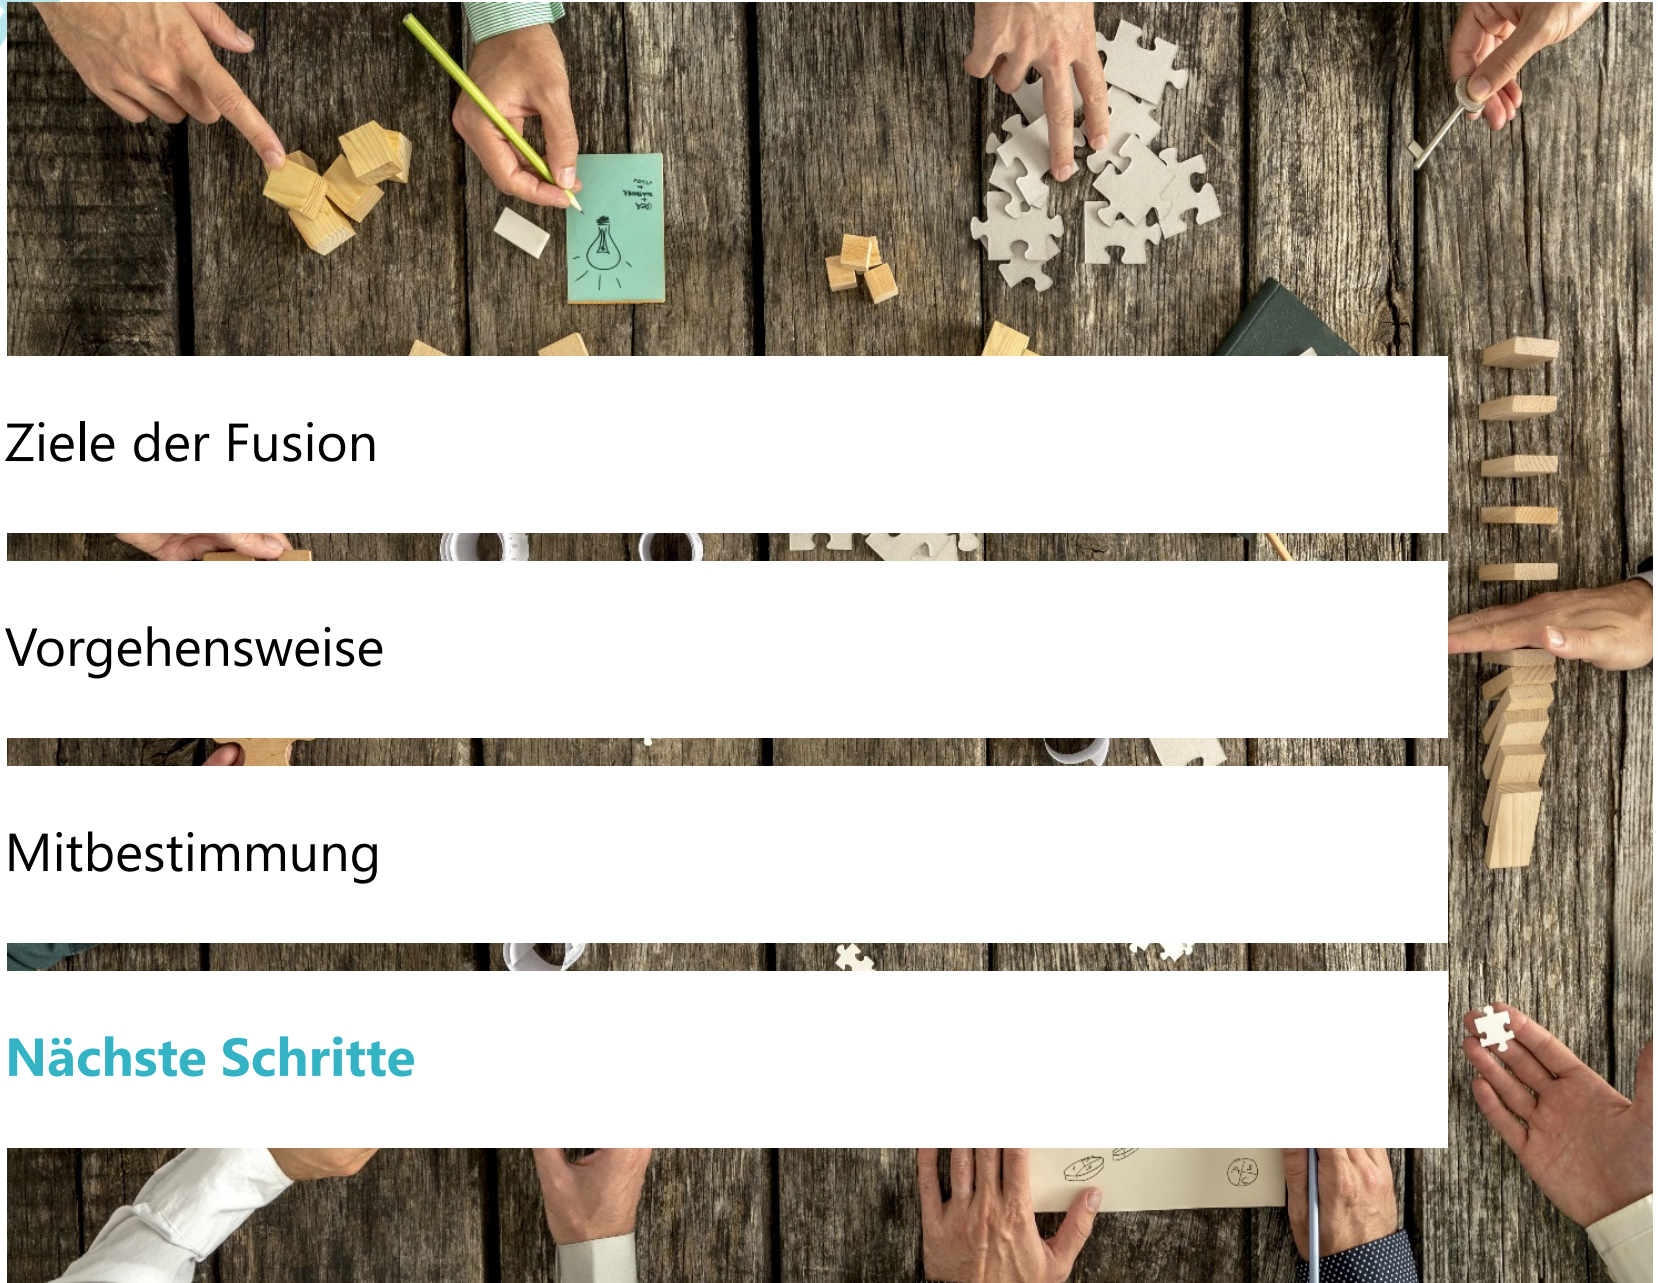 Ziele der Fusion
Vorgehensweise
Mitbestimmung
Nächste Schritte